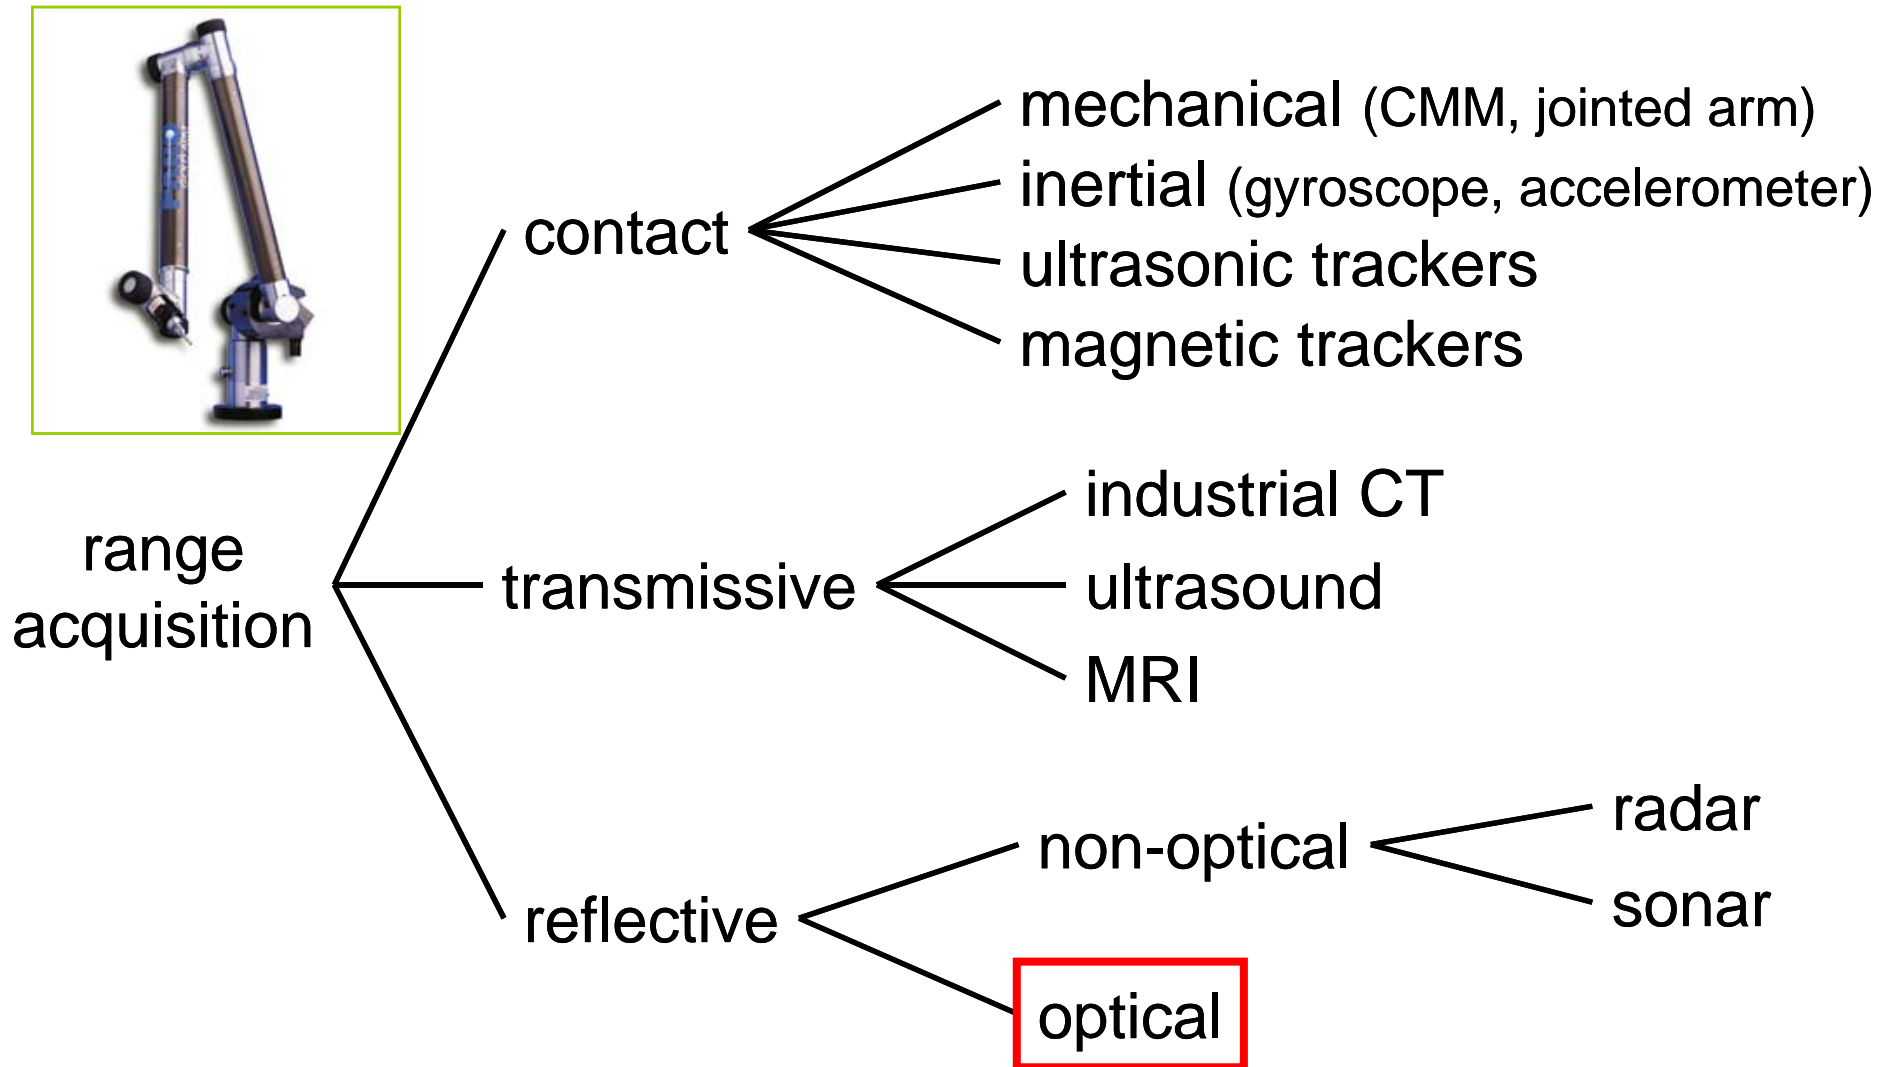 contact
mechanical (CMM, jointed arm)
inertial (gyroscope, accelerometer)
ultrasonic trackers
magnetic trackers
range
acquisition
transmissive
industrial CT
ultrasound
MRI
reflective
non-optical
radar
sonar
optical